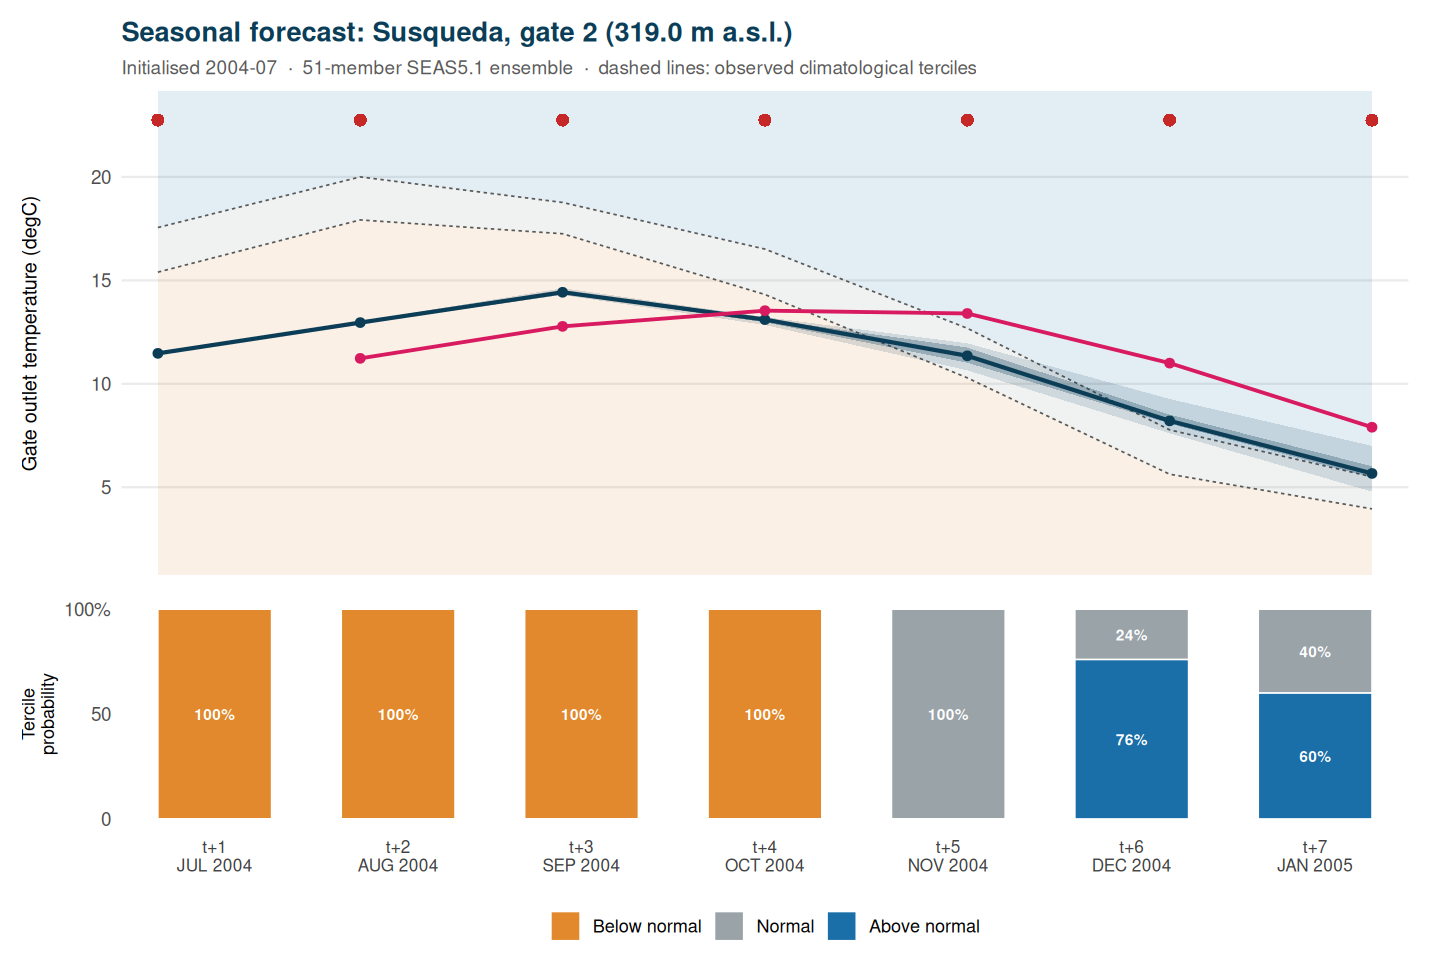 Seasonal forecast: Susqueda, gate 2 (319.0 m a.s.l.)
Initialised 2004-07 · 51-member SEAS5.1 ensemble · dashed lines: observed climatological terciles
Gate outlet temperature (degC)
20
15
10
5
Tercile
probability
100%
50
0
100%
100%
100%
100%
100%
24%
76%
40%
60%
t+1
JUL 2004
t+2
AUG 2004
t+3
SEP 2004
t+4
OCT 2004
t+5
NOV 2004
t+6
DEC 2004
t+7
JAN 2005
Below normal
Normal
Above normal